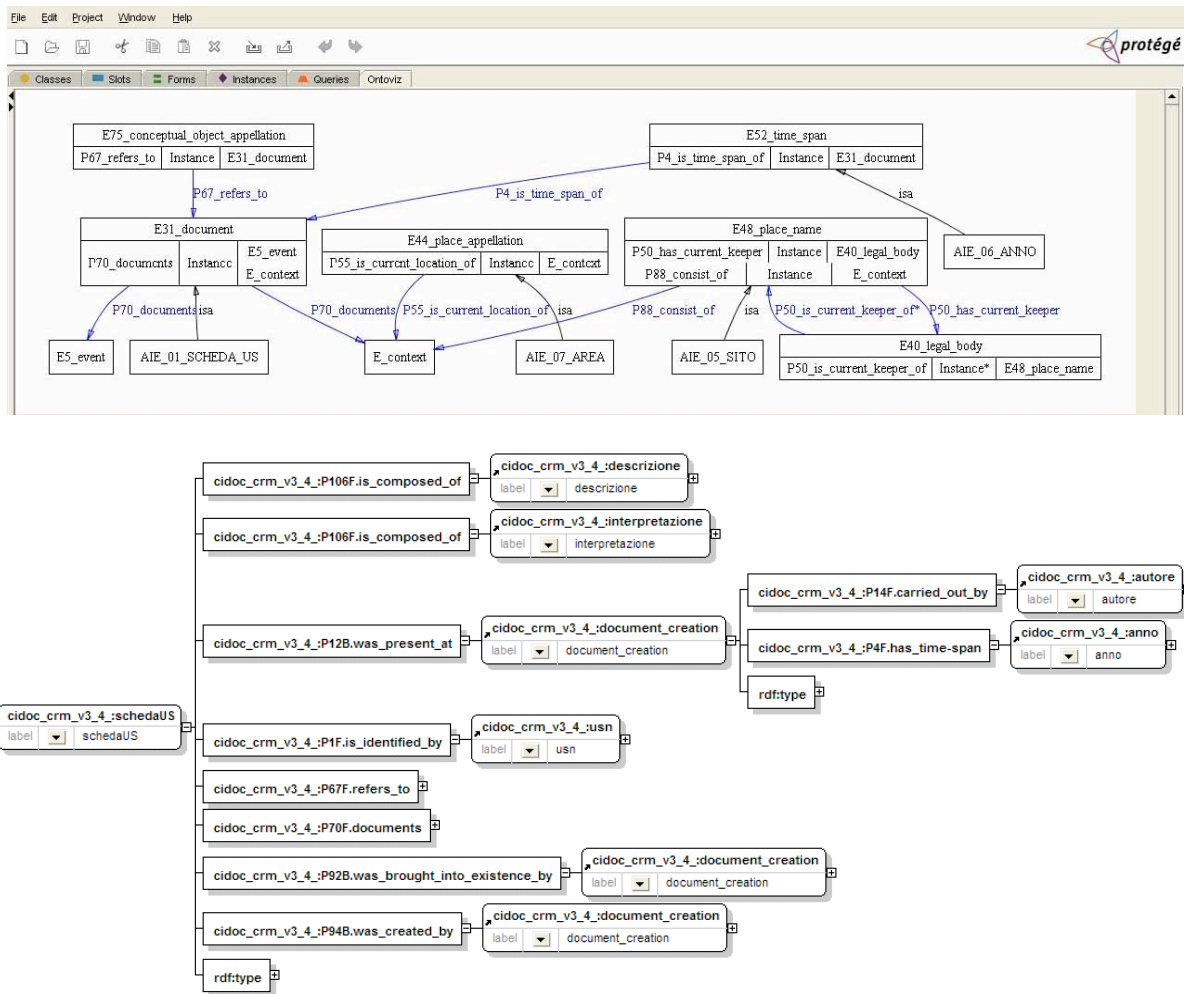 File Edit Project Window Help
protégé
Classes Slots Forms Instances Queries Ontoviz
E75_conceptual_object_appellation
P67_refers_to Instance E31_document
E52_time_span
P4_is_time_span_of Instance E31_document
P67_refers_to
P4_is_time_span_of
isa
E31_document
P70_documents Instance E5_event
E_context
E44_place_appellation
P55_is_current_location_of Instance E_context
E48_place_name
P50_has_current_keeper Instance E40_legal_body
P88_consist_of Instance E_context
AIE_06_ANNO
P70_documents isa P70_documents P55_is_current_location_of isa P88_consist_of isa P50_is_current_keeper_of* P50_has_current_keeper
E5_event AIE_01_SCHEDA_US E_context AIE_07_AREA AIE_05_SITO
E40_legal_body
P50_is_current_keeper_of Instance* E48_place_name
cidoc_crm_v3_4_:P106F.is_composed_of
cidoc_crm_v3_4_:descrizione
label descrizione
cidoc_crm_v3_4_:P106F.is_composed_of
cidoc_crm_v3_4_:interpretazione
label interpretazione
cidoc_crm_v3_4_:P14F.carried_out_by
cidoc_crm_v3_4_:autore
label autore
cidoc_crm_v3_4_:P12B.was_present_at
cidoc_crm_v3_4_:document_creation
label document_creation
cidoc_crm_v3_4_:P4F.has_time-span
cidoc_crm_v3_4_:anno
label anno
rdf:type
cidoc_crm_v3_4_:schedaUS
label schedaUS
cidoc_crm_v3_4_:P1F.is_identified_by
cidoc_crm_v3_4_:usn
label usn
cidoc_crm_v3_4_:P67F.refers_to
cidoc_crm_v3_4_:P70F.documents
cidoc_crm_v3_4_:P92B.was_brought_into_existence_by
cidoc_crm_v3_4_:document_creation
label document_creation
cidoc_crm_v3_4_:P94B.was_created_by
cidoc_crm_v3_4_:document_creation
label document_creation
rdf:type